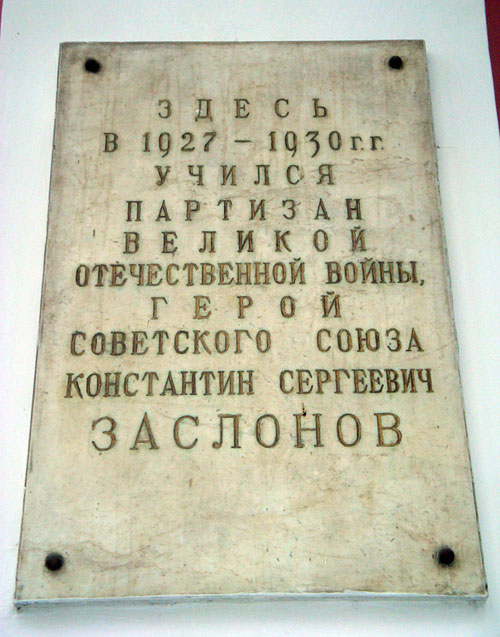 ЗДЕСЬ
В 1927 – 1930 г.г.
УЧИЛСЯ
ПАРТИЗАН
ВЕЛИКОЙ
ОТЕЧЕСТВЕННОЙ ВОЙНЫ,
ГЕРОЙ
СОВЕТСКОГО СОЮЗА
КОНСТАНТИН СЕРГЕЕВИЧ
ЗАСЛОНОВ